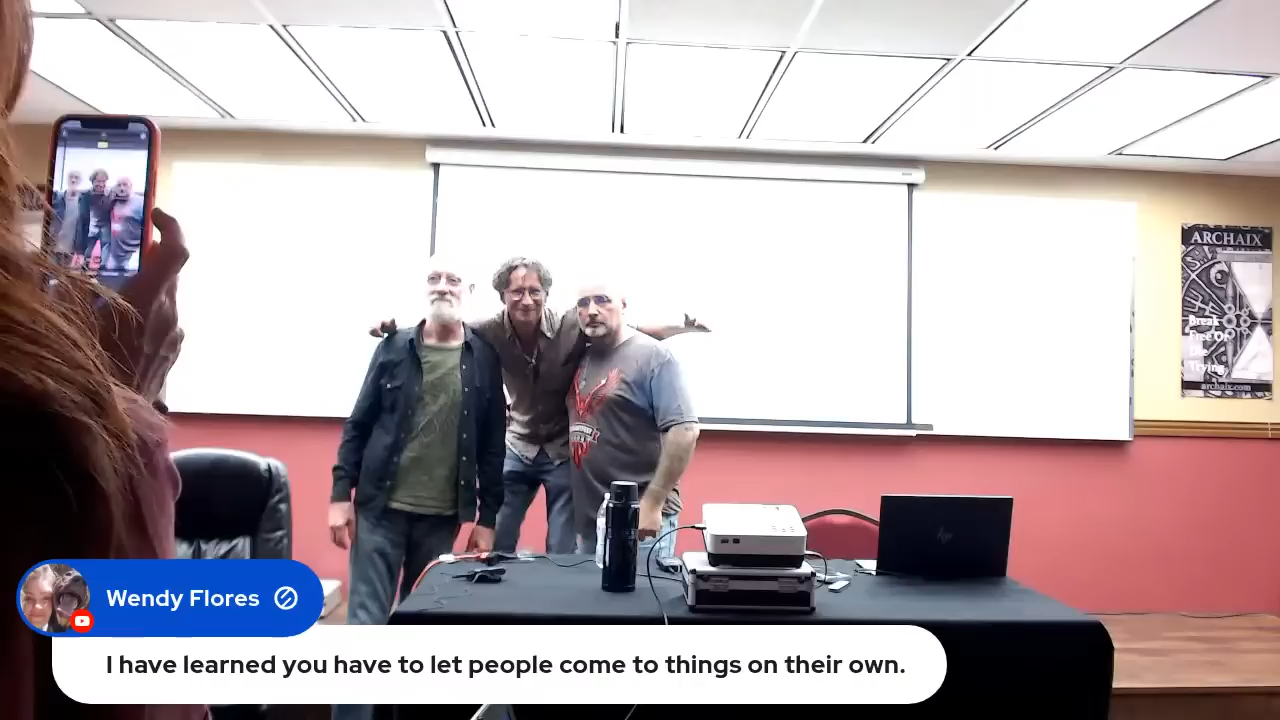 ARCHAIX
Break
Free Or
Die
Trying
archaix.com
hp
Wendy Flores
I have learned you have to let people come to things on their own.